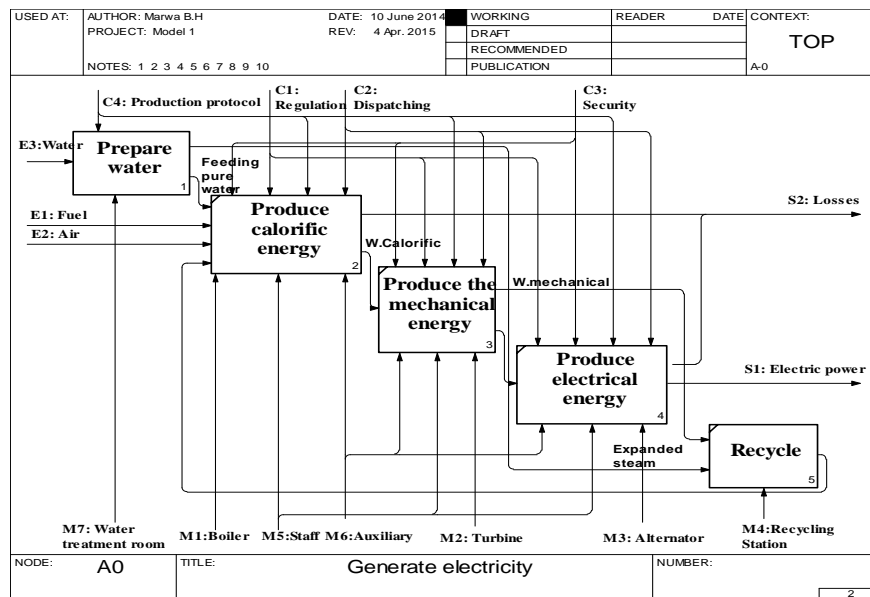 USED AT:
AUTHOR: Marwa B.H
DATE: 10 June 2014
PROJECT: Model 1
REV: 4 Apr. 2015
NOTES: 1 2 3 4 5 6 7 8 9 10
WORKING
DRAFT
RECOMMENDED
PUBLICATION
READER
DATE
CONTEXT:
TOP
A-0
C4: Production protocol
C1:
Regulation
C2:
Dispatching
C3:
Security
E3:Water
Prepare
water
1
Feeding
pure
water
E1: Fuel
E2: Air
Produce
calorific
energy
2
S2: Losses
W.Calorific
Produce the
mechanical
energy
3
W.mechanical
Produce
electrical
energy
4
S1: Electric power
Expanded
steam
Recycle
5
M7: Water
treatment room
M1:Boiler
M5:Staff
M6:Auxiliary
M2: Turbine
M3: Alternator
M4:Recycling
Station
NODE:
A0
TITLE:
Generate electricity
NUMBER:
2